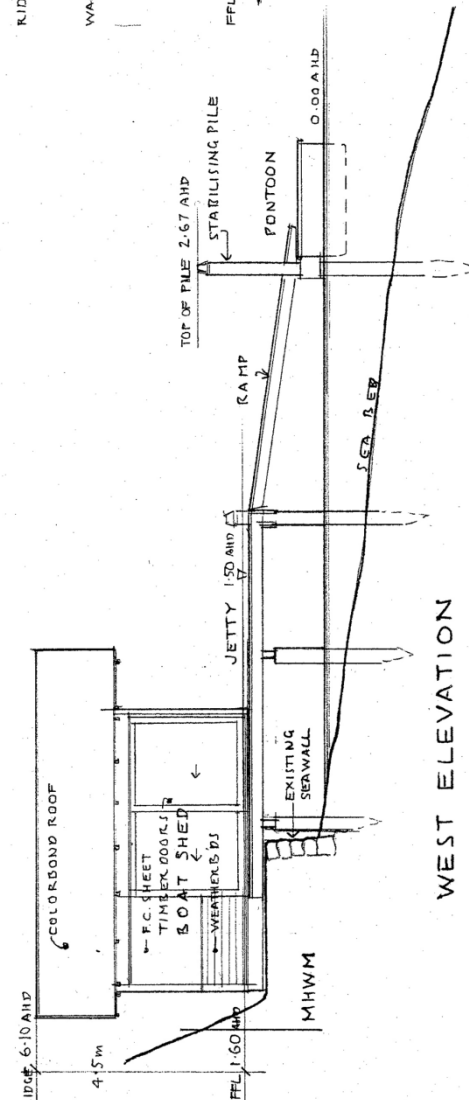 RID
WA
FFL
TOP OF PILE 2.67 AHD
STABILISING PILE
PONTOON
0.00 AHD
RAMP
SEA BED
JETTY 1.50 AHD
COLORBOND ROOF
F.C. SHEET
TIMBER DOORS
BOAT SHED
WEATHERBDS
EXISTING
SEAWALL
MHWM
IDGE 6.10 AHD
4.5m
FFL 1.60 AHD
WEST ELEVATION